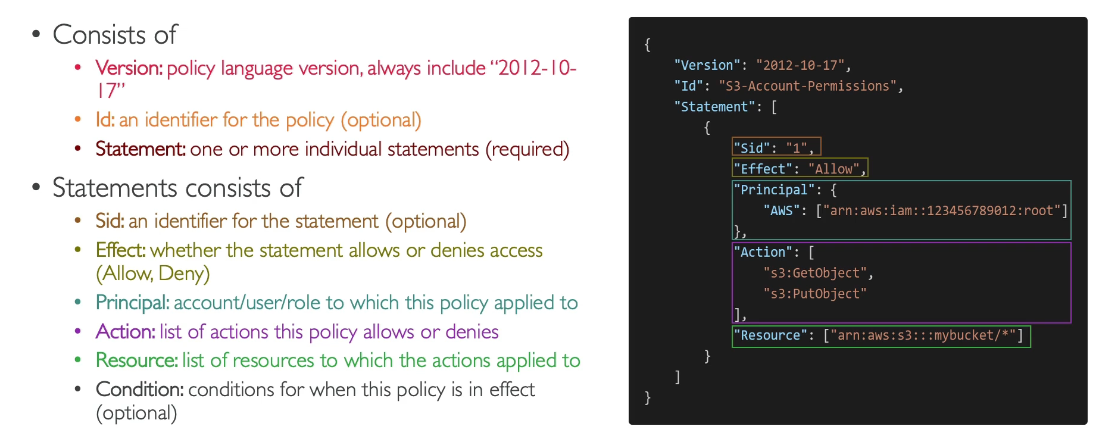 • Consists of
• Version: policy language version, always include “2012-10-
17”
• Id: an identifier for the policy (optional)
• Statement: one or more individual statements (required)
• Statements consists of
• Sid: an identifier for the statement (optional)
• Effect: whether the statement allows or denies access
(Allow, Deny)
• Principal: account/user/role to which this policy applied to
• Action: list of actions this policy allows or denies
• Resource: list of resources to which the actions applied to
• Condition: conditions for when this policy is in effect
(optional)
{
    "Version": "2012-10-17",
    "Id": "S3-Account-Permissions",
    "Statement": [
        {
            "Sid": "1",
            "Effect": "Allow",
            "Principal": {
                "AWS": ["arn:aws:iam::123456789012:root"]
            },
            "Action": [
                "s3:GetObject",
                "s3:PutObject"
            ],
            "Resource": ["arn:aws:s3:::mybucket/*"]
        }
    ]
}